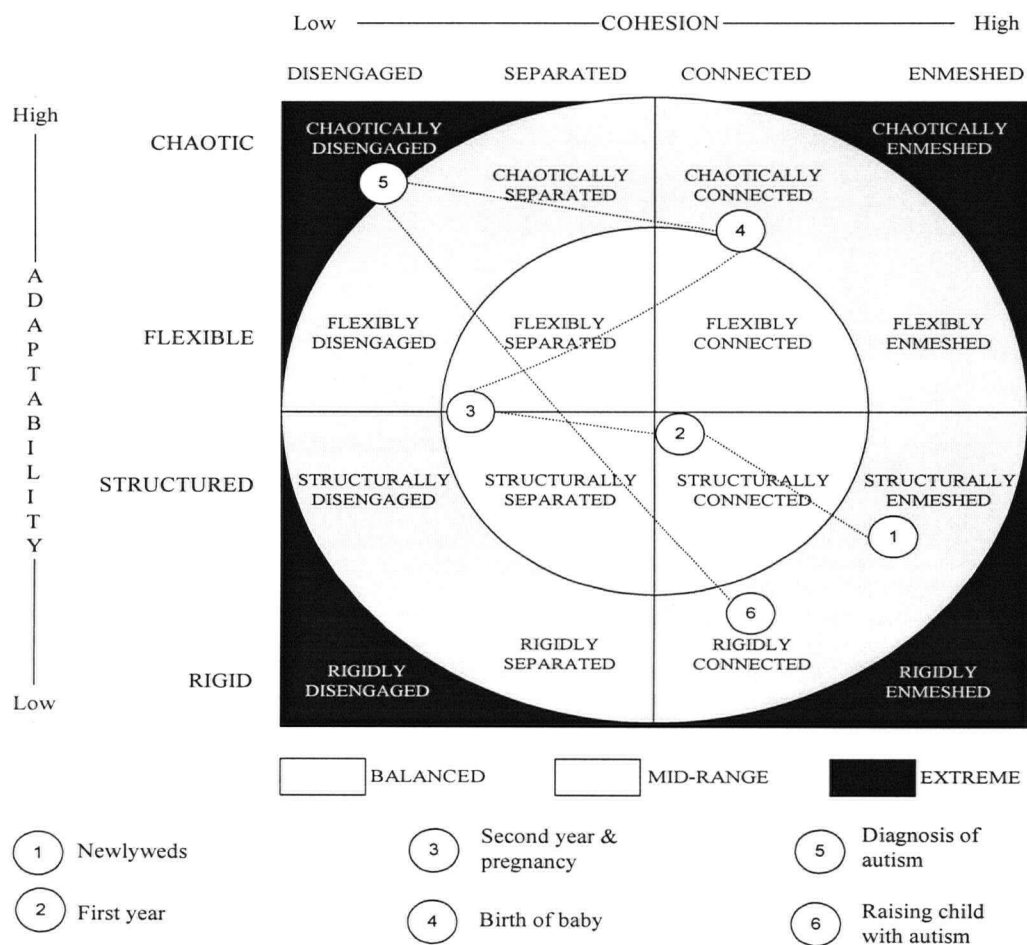 Low COHESION High
DISENGAGED SEPARATED CONNECTED ENMESHED
High
ADAPTABILITY
Low
CHAOTIC
FLEXIBLE
STRUCTURED
RIGID
CHAOTICALLY
DISENGAGED
CHAOTICALLY
SEPARATED
CHAOTICALLY
CONNECTED
CHAOTICALLY
ENMESHED
5
4
FLEXIBLY
DISENGAGED
FLEXIBLY
SEPARATED
FLEXIBLY
CONNECTED
FLEXIBLY
ENMESHED
3
2
STRUCTURALLY
DISENGAGED
STRUCTURALLY
SEPARATED
STRUCTURALLY
CONNECTED
STRUCTURALLY
ENMESHED
1
6
RIGIDLY
DISENGAGED
RIGIDLY
SEPARATED
RIGIDLY
CONNECTED
RIGIDLY
ENMESHED
BALANCED MID-RANGE EXTREME
1 Newlyweds
2 First year
3 Second year &
pregnancy
4 Birth of baby
5 Diagnosis of
autism
6 Raising child
with autism